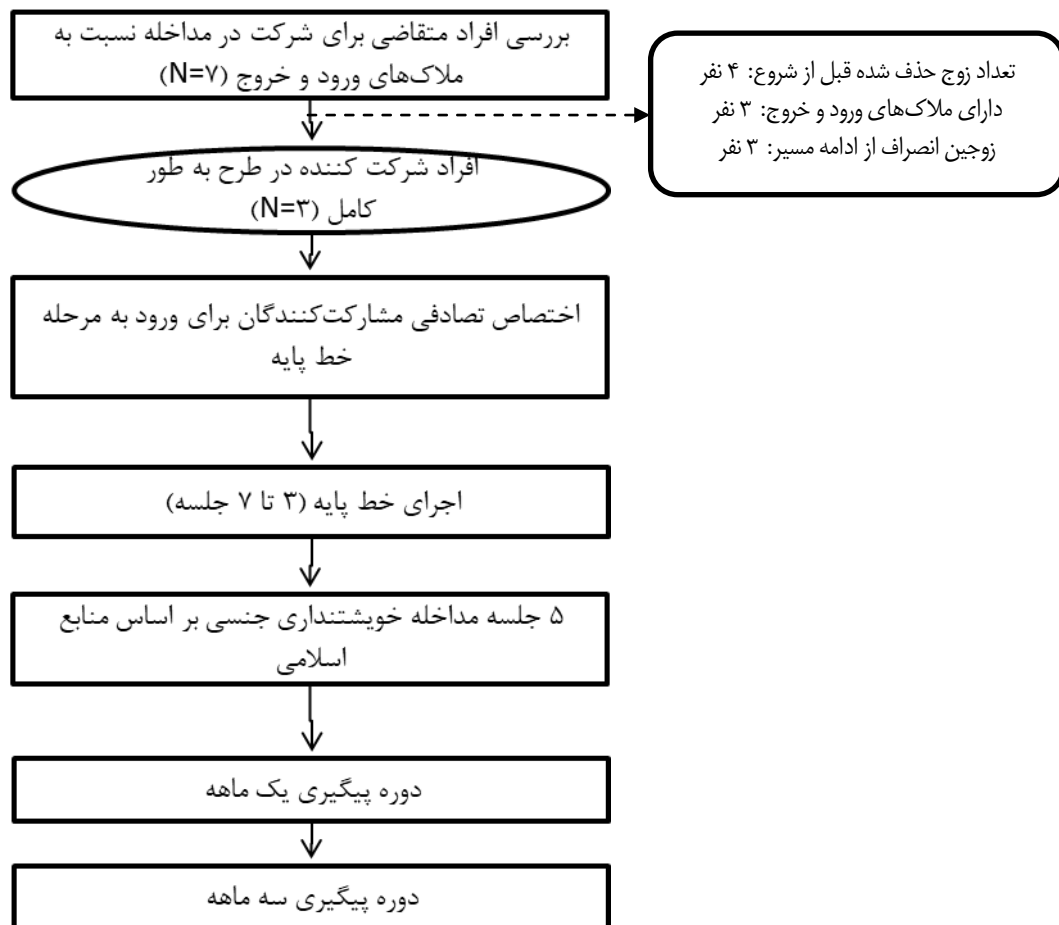 بررسی افراد متقاضی برای شرکت در مداخله نسبت به
ملاک‌های ورود و خروج (N=۷)
تعداد زوج حذف شده قبل از شروع: ۴ نفر
دارای ملاک‌های ورود و خروج: ۳ نفر
زوجین انصراف از ادامه مسیر: ۳ نفر
افراد شرکت کننده در طرح به طور
کامل (N=۳)
اختصاص تصادفی مشارکت‌کنندگان برای ورود به مرحله
خط پایه
اجرای خط پایه (۳ تا ۷ جلسه)
۵ جلسه مداخله خویشتنداری جنسی بر اساس منابع
اسلامی
دوره پیگیری یک ماهه
دوره پیگیری سه ماهه